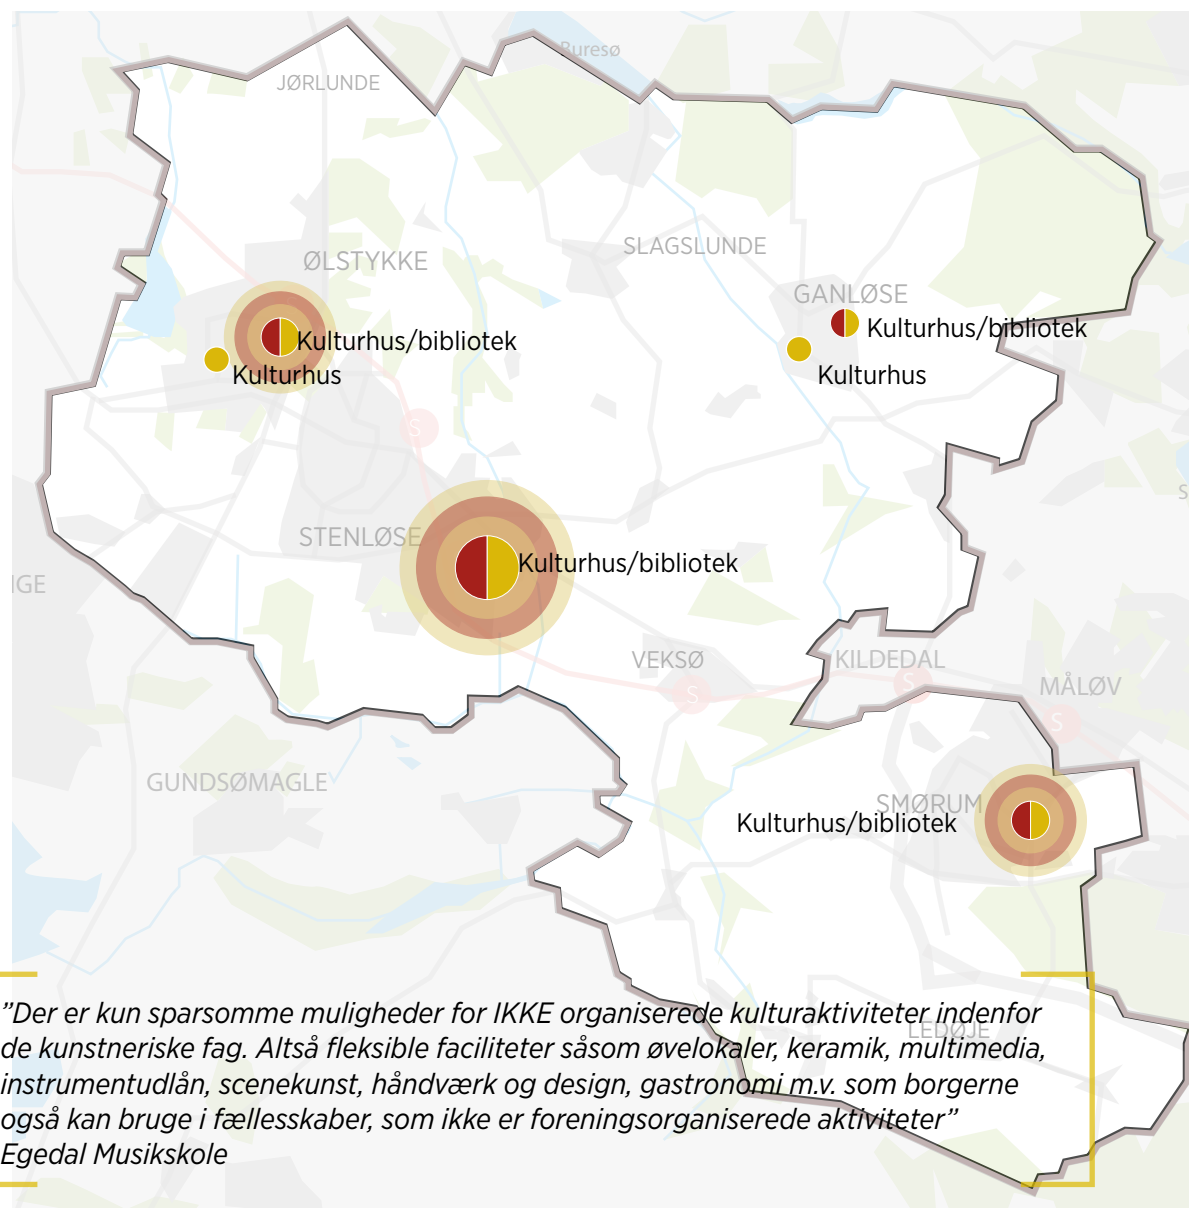 Buresø
JØRLUNDE
SLAGSLUNDE
ØLSTYKKE
GANLØSE
Kulturhus/bibliotek
Kulturhus/bibliotek
Kulturhus
Kulturhus
S
S
STENLØSE
Kulturhus/bibliotek
IGE
VEKSØ
KILDEDAL
S
S
MÅLØV
S
GUNDSØMAGLE
SMØRUM
Kulturhus/bibliotek
”Der er kun sparsomme muligheder for IKKE organiserede kulturaktiviteter indenfor
LEDØJE
de kunstneriske fag. Altså fleksible faciliteter såsom øvelokaler, keramik, multimedia,
instrumentudlån, scenekunst, håndværk og design, gastronomi m.v. som borgerne
også kan bruge i fællesskaber, som ikke er foreningsorganiserede aktiviteter”
Egedal Musikskole